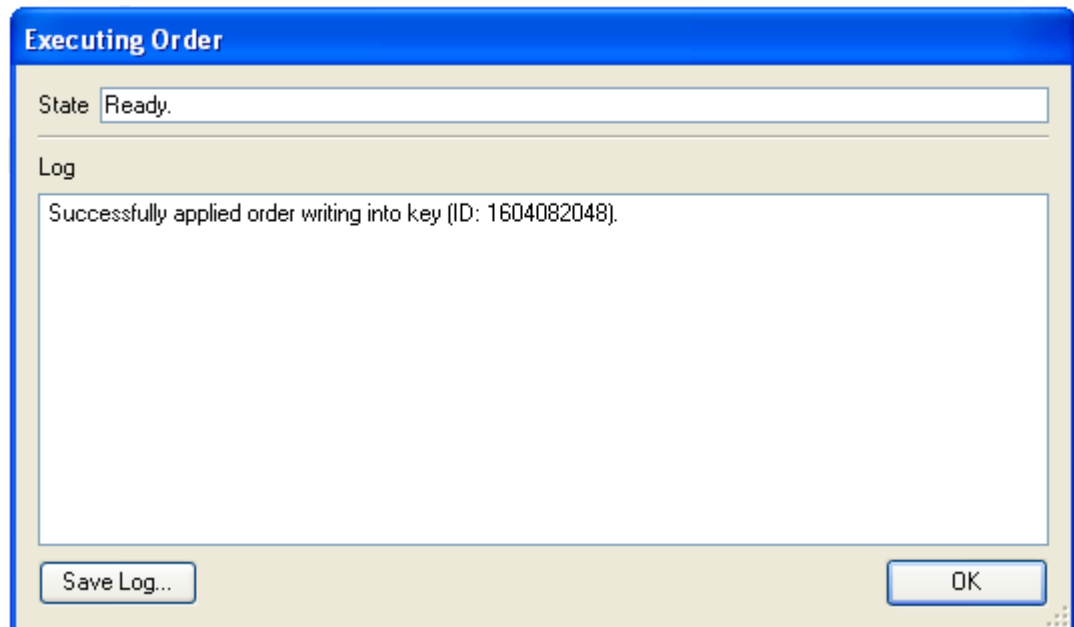 Executing Order
State Ready.
Log
Successfully applied order writing into key (ID: 1604082048).
Save Log... OK